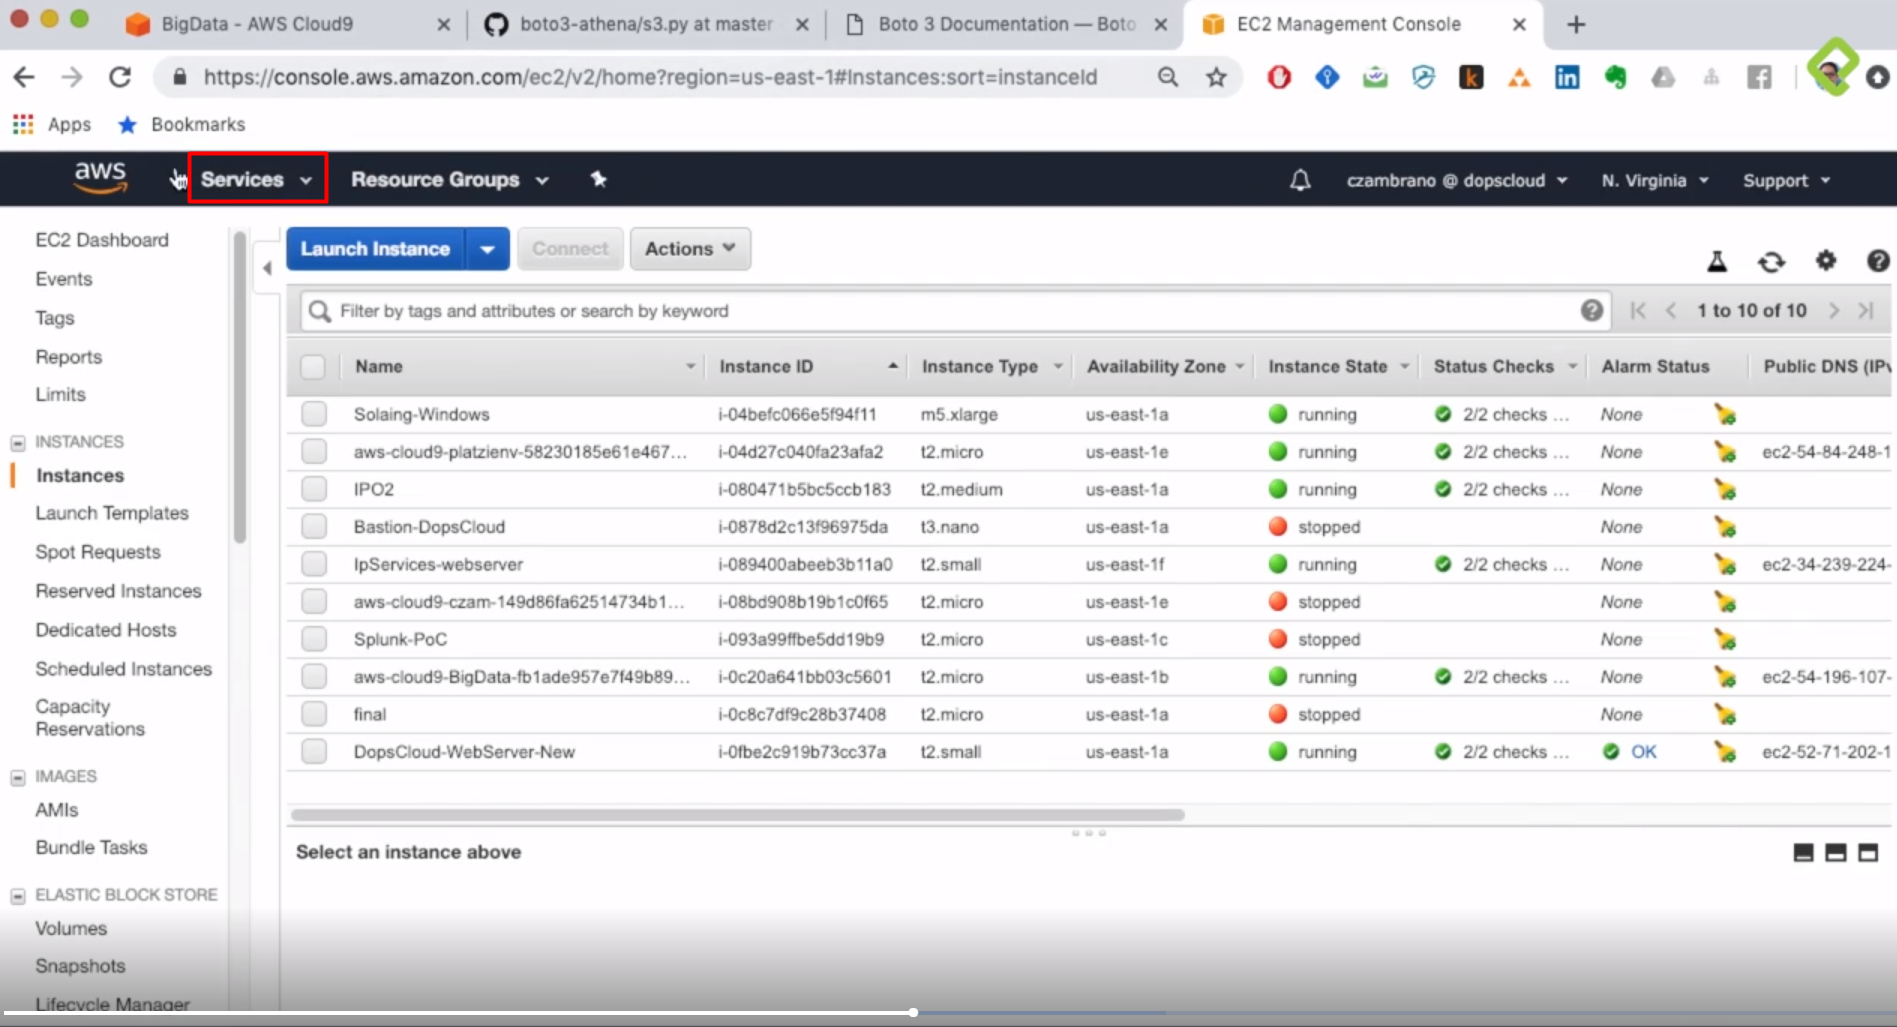 BigData - AWS Cloud9
boto3-athena/s3.py at master
Boto 3 Documentation — Boto
EC2 Management Console
https://console.aws.amazon.com/ec2/v2/home?region=us-east-1#Instances:sort=instanceId
Apps
Bookmarks
aws
Services
Resource Groups
czambrano @ dopscloud
N. Virginia
Support
EC2 Dashboard
Events
Tags
Reports
Limits
INSTANCES
Instances
Launch Templates
Spot Requests
Reserved Instances
Dedicated Hosts
Scheduled Instances
Capacity
Reservations
IMAGES
AMIs
Bundle Tasks
ELASTIC BLOCK STORE
Volumes
Snapshots
Lifecycle Manager
Launch Instance
Connect
Actions
Filter by tags and attributes or search by keyword
1 to 10 of 10
Name Instance ID Instance Type Availability Zone Instance State Status Checks Alarm Status Public DNS (IPv
Solaing-Windows i-04befc066e5f94f11 m5.xlarge us-east-1a running 2/2 checks ... None
aws-cloud9-platzienv-58230185e61e467... i-04d27c040fa23afa2 t2.micro us-east-1e running 2/2 checks ... None ec2-54-84-248-1
IPO2 i-080471b5bc5ccb183 t2.medium us-east-1a running 2/2 checks ... None
Bastion-DopsCloud i-0878d2c13f96975da t3.nano us-east-1a stopped None
IpServices-webserver i-089400abeeb3b11a0 t2.small us-east-1f running 2/2 checks ... None ec2-34-239-224-
aws-cloud9-czam-149d86fa62514734b1... i-08bd908b19b1c0f65 t2.micro us-east-1e stopped None
Splunk-PoC i-093a99ffbe5dd19b9 t2.micro us-east-1c stopped None
aws-cloud9-BigData-fb1ade957e7f49b89... i-0c20a641bb03c5601 t2.micro us-east-1b running 2/2 checks ... None ec2-54-196-107-
final i-0c8c7df9c28b37408 t2.micro us-east-1a stopped None
DopsCloud-WebServer-New i-0fbe2c919b73cc37a t2.small us-east-1a running 2/2 checks ... OK ec2-52-71-202-1
Select an instance above